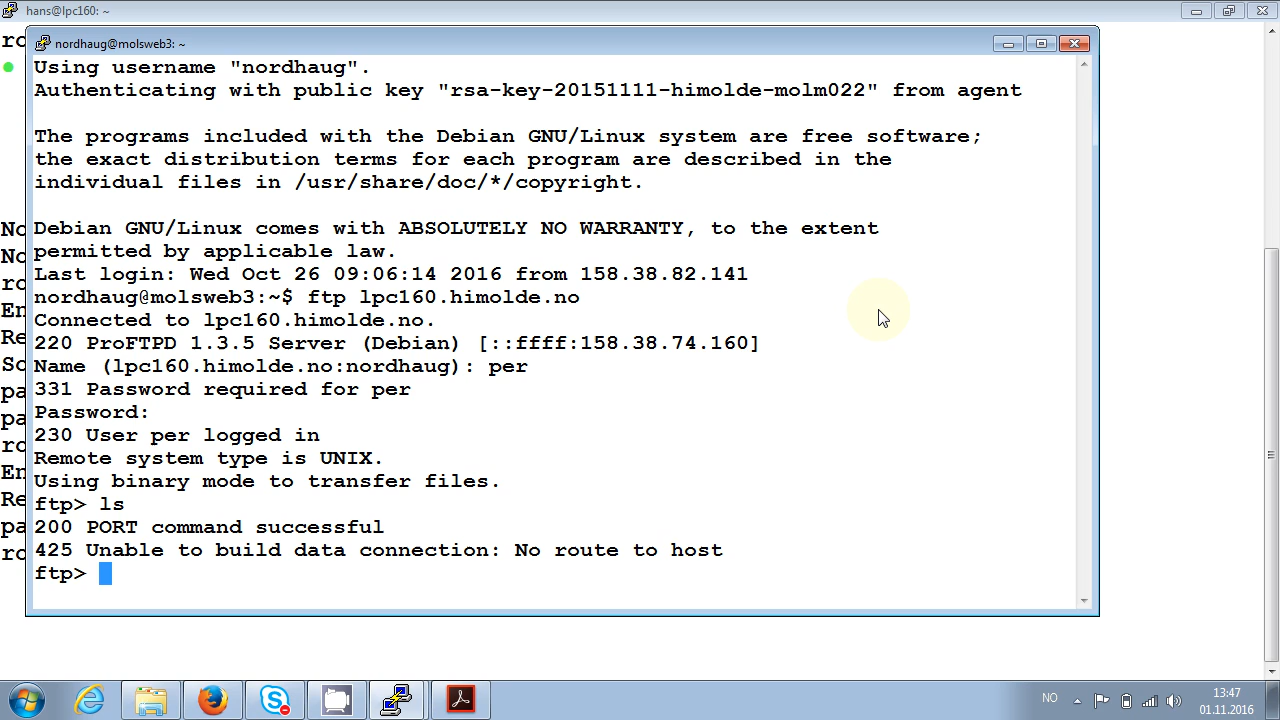 hans@lpc160: ~
nordhaug@molsweb3: ~
Using username "nordhaug".
Authenticating with public key "rsa-key-20151111-himolde-molm022" from agent
The programs included with the Debian GNU/Linux system are free software;
the exact distribution terms for each program are described in the
individual files in /usr/share/doc/*/copyright.
Debian GNU/Linux comes with ABSOLUTELY NO WARRANTY, to the extent
permitted by applicable law.
Last login: Wed Oct 26 09:06:14 2016 from 158.38.82.141
nordhaug@molsweb3:~$ ftp lpc160.himolde.no
Connected to lpc160.himolde.no.
220 ProFTPD 1.3.5 Server (Debian) [::ffff:158.38.74.160]
Name (lpc160.himolde.no:nordhaug): per
331 Password required for per
Password:
230 User per logged in
Remote system type is UNIX.
Using binary mode to transfer files.
ftp> ls
200 PORT command successful
425 Unable to build data connection: No route to host
ftp>
NO
13:47
01.11.2016